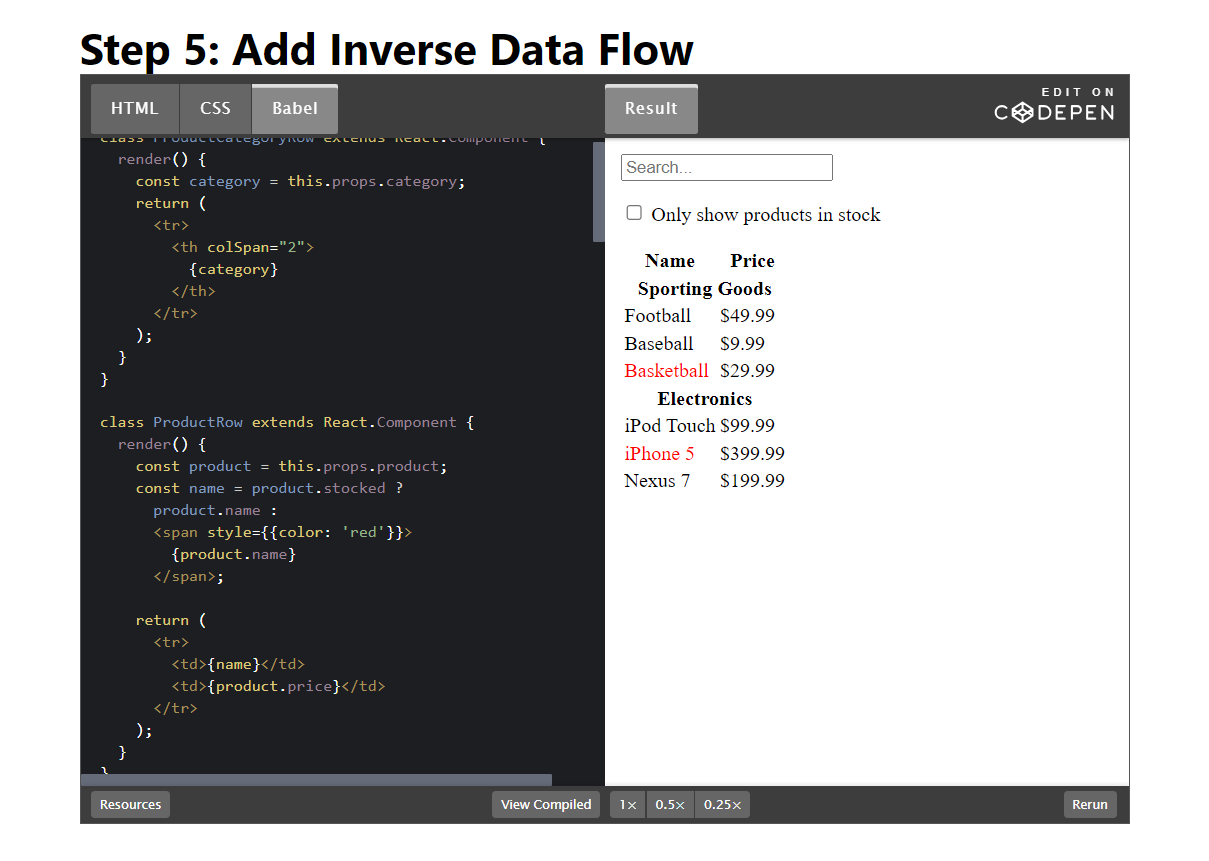 Step 5: Add Inverse Data Flow
HTML CSS Babel
Result
EDIT ON
CODEPEN
class ProductCategoryRow extends React.Component {
  render() {
    const category = this.props.category;
    return (
      <tr>
        <th colSpan="2">
          {category}
        </th>
      </tr>
    );
  }
}

class ProductRow extends React.Component {
  render() {
    const product = this.props.product;
    const name = product.stocked ?
      product.name :
      <span style={{color: 'red'}}>
        {product.name}
      </span>;

    return (
      <tr>
        <td>{name}</td>
        <td>{product.price}</td>
      </tr>
    );
  }
}
Search...
Only show products in stock
Name Price
Sporting Goods
Football $49.99
Baseball $9.99
Basketball $29.99
Electronics
iPod Touch $99.99
iPhone 5 $399.99
Nexus 7 $199.99
Resources
View Compiled
1× 0.5× 0.25×
Rerun